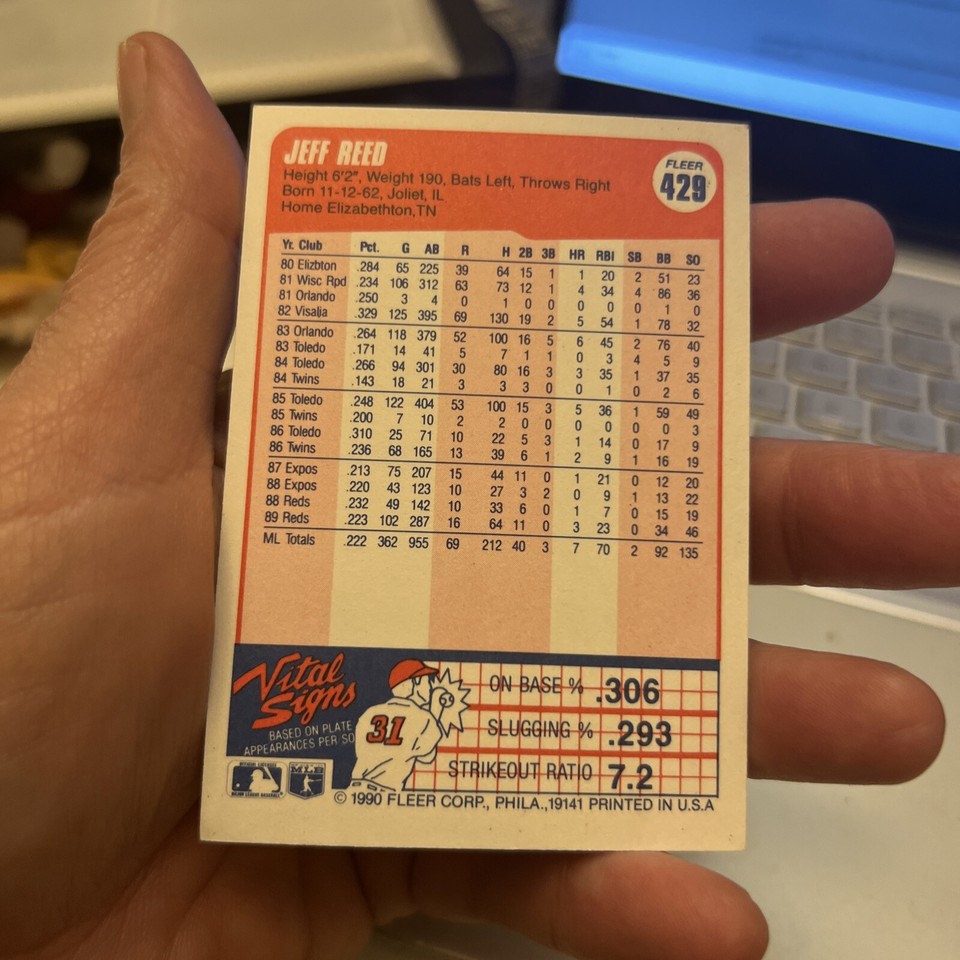 JEFF REED
Height 6'2", Weight 190, Bats Left, Throws Right
Born 11-12-62, Joliet, IL
Home Elizabethton,TN
FLEER
429
Yr. Club Pct. G AB R H 2B 3B HR RBI SB BB SO
80 Elizbton .284 65 225 39 64 15 1 1 20 2 51 23
81 Wisc Rpd .234 106 312 63 73 12 1 4 34 4 86 36
81 Orlando .250 3 4 0 1 0 0 0 0 0 1 0
82 Visalia .329 125 395 69 130 19 2 5 54 1 78 32
83 Orlando .264 118 379 52 100 16 5 6 45 2 76 40
83 Toledo .171 14 41 5 7 1 1 0 3 4 5 9
84 Toledo .266 94 301 30 80 16 3 3 35 1 37 35
84 Twins .143 18 21 3 3 3 0 0 1 0 2 6
85 Toledo .248 122 404 53 100 15 3 5 36 1 59 49
85 Twins .200 7 10 2 2 0 0 0 0 0 0 3
86 Toledo .310 25 71 10 22 5 3 1 14 0 17 9
86 Twins .236 68 165 13 39 6 1 2 9 1 16 19
87 Expos .213 75 207 15 44 11 0 1 21 0 12 20
88 Expos .220 43 123 10 27 3 2 0 9 1 13 22
88 Reds .232 49 142 10 33 6 0 1 7 0 15 19
89 Reds .223 102 287 16 64 11 0 3 23 0 34 46
ML Totals .222 362 955 69 212 40 3 7 70 2 92 135
Vital
Signs
BASED ON PLATE
APPEARANCES PER SO
31
ON BASE % .306
SLUGGING % .293
STRIKEOUT RATIO 7.2
MLB
© 1990 FLEER CORP., PHILA.,19141 PRINTED IN U.S.A